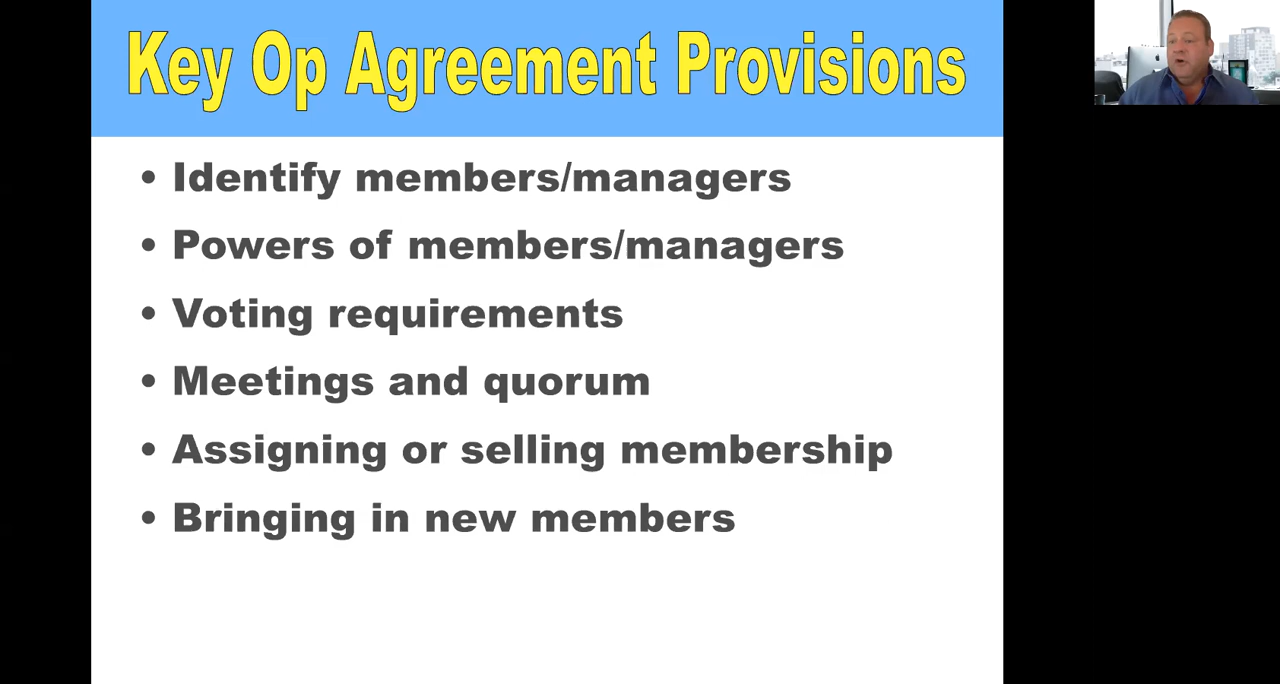 Key Op Agreement Provisions
• Identify members/managers
• Powers of members/managers
• Voting requirements
• Meetings and quorum
• Assigning or selling membership
• Bringing in new members